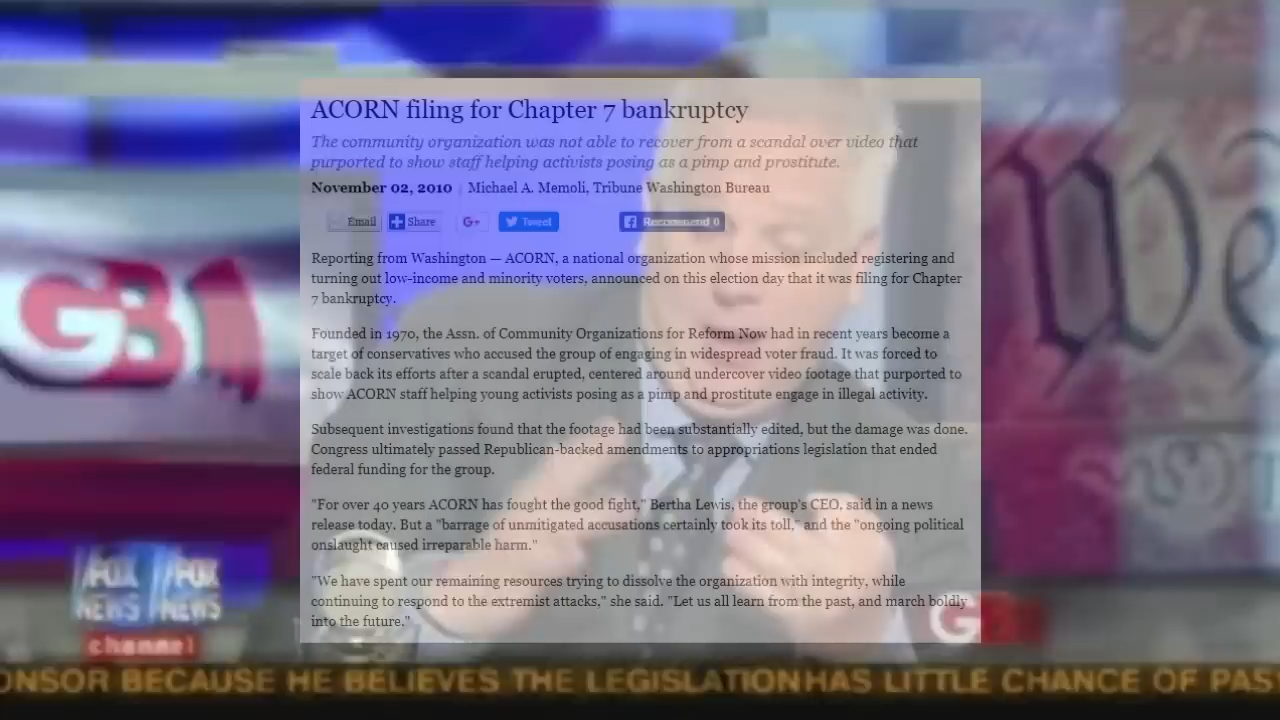 ACORN filing for Chapter 7 bankruptcy
The community organization was not able to recover from a scandal over video that
purported to show staff helping activists posing as a pimp and prostitute.
November 02, 2010 | Michael A. Memoli, Tribune Washington Bureau
Email Share G+ Tweet Recommend 0
Reporting from Washington — ACORN, a national organization whose mission included registering and
turning out low-income and minority voters, announced on this election day that it was filing for Chapter
7 bankruptcy.
Founded in 1970, the Assn. of Community Organizations for Reform Now had in recent years become a
target of conservatives who accused the group of engaging in widespread voter fraud. It was forced to
scale back its efforts after a scandal erupted, centered around undercover video footage that purported to
show ACORN staff helping young activists posing as a pimp and prostitute engage in illegal activity.
Subsequent investigations found that the footage had been substantially edited, but the damage was done.
Congress ultimately passed Republican-backed amendments to appropriations legislation that ended
federal funding for the group.
"For over 40 years ACORN has fought the good fight," Bertha Lewis, the group's CEO, said in a news
release today. But a "barrage of unmitigated accusations certainly took its toll," and the "ongoing political
onslaught caused irreparable harm."
"We have spent our remaining resources trying to dissolve the organization with integrity, while
continuing to respond to the extremist attacks," she said. "Let us all learn from the past, and march boldly
into the future."
We
GB
GB
FOX FOX
NEWS NEWS
channel
ONSOR BECAUSE HE BELIEVES THE LEGISLATION HAS LITTLE CHANCE OF PAS